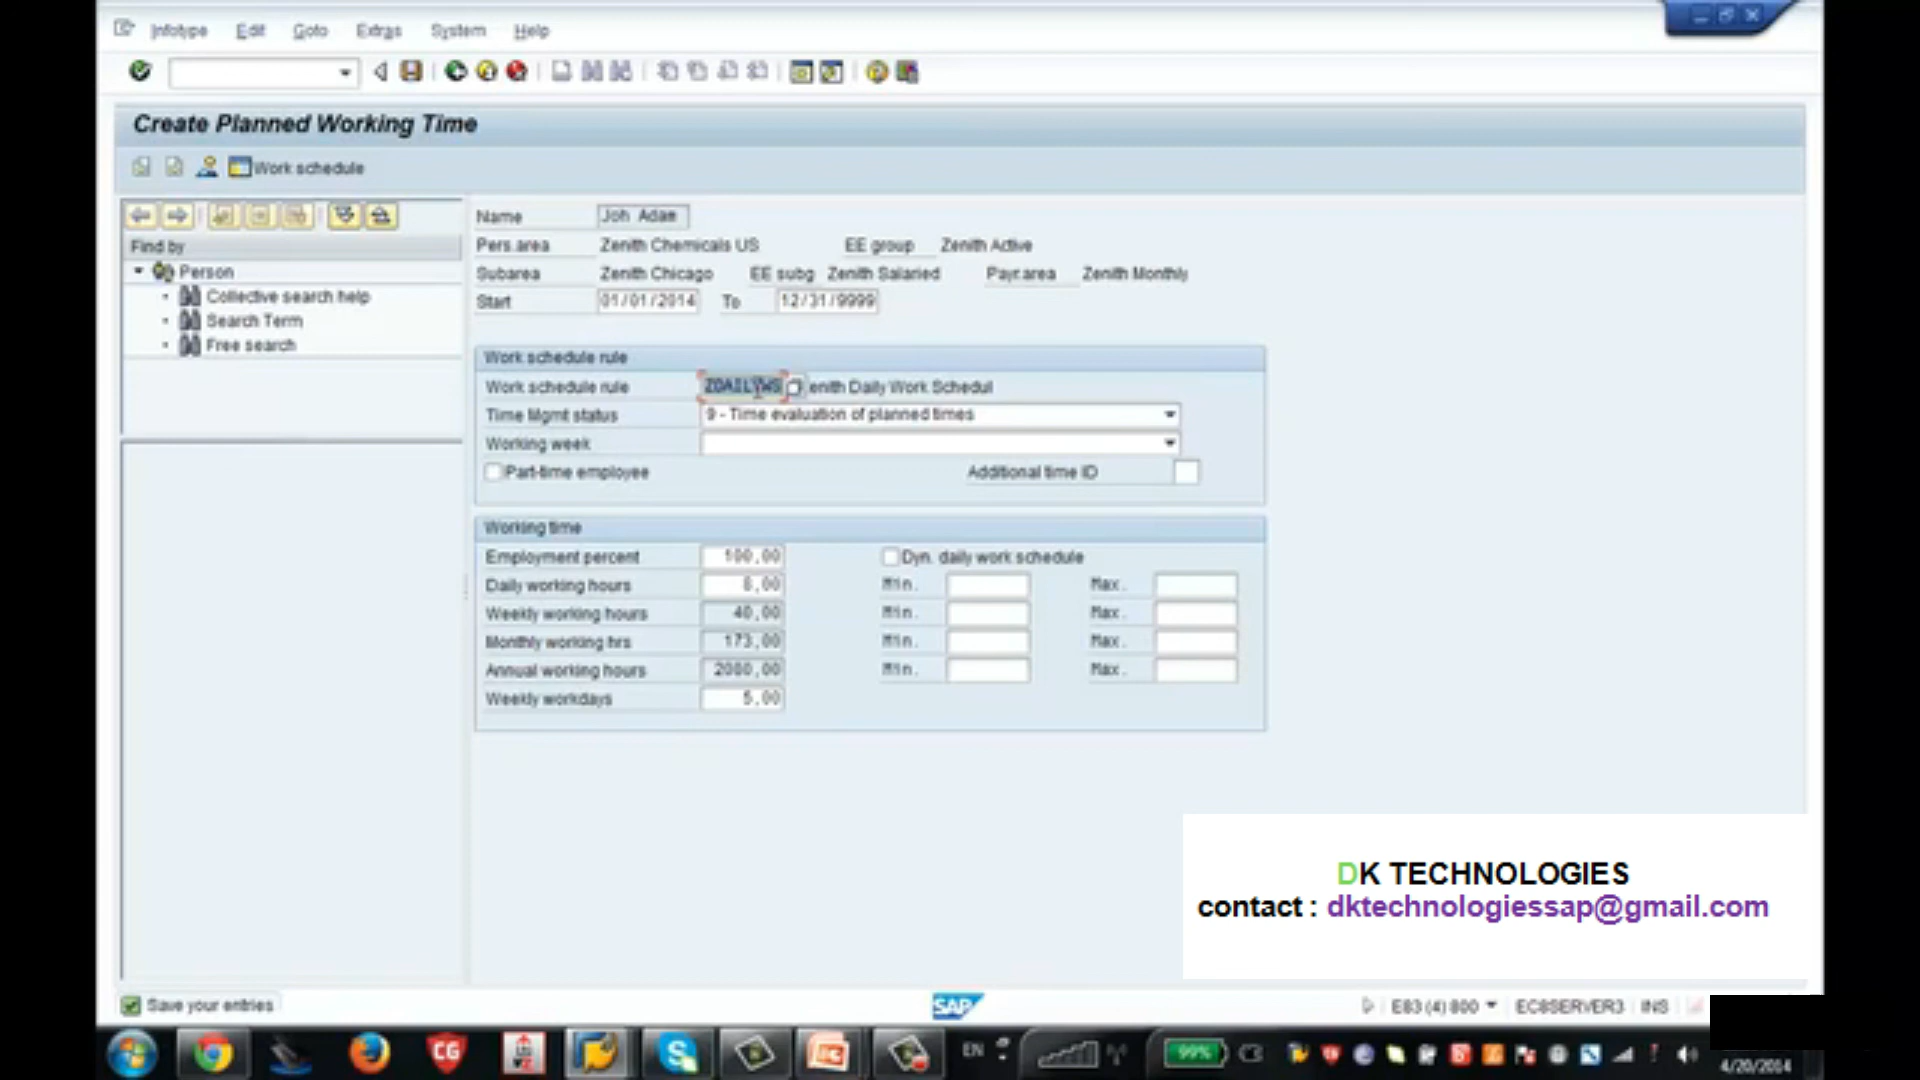 Infotype Edit Goto Extras System Help
Create Planned Working Time
Work schedule
Find by
Person
Collective search help
Search Term
Free search
Name Joh Adam
Pers.area Zenith Chemicals US EE group Zenith Active
Subarea Zenith Chicago EE subg Zenith Salaried Payr.area Zenith Monthly
Start 01/01/2014 To 12/31/9999
Work schedule rule
Work schedule rule ZDAILYWS enith Daily Work Schedul
Time Mgmt status 9 - Time evaluation of planned times
Working week
Part-time employee Additional time ID
Working time
Employment percent 100,00 Dyn. daily work schedule
Daily working hours 8,00 Min. Max.
Weekly working hours 40,00 Min. Max.
Monthly working hrs 173,00 Min. Max.
Annual working hours 2080,00 Min. Max.
Weekly workdays 5,00
DK TECHNOLOGIES
contact : dktechnologiessap@gmail.com
Save your entries SAP E83 (4) 800 EC8SERVER3 INS
CG EN 99%
4/20/2014